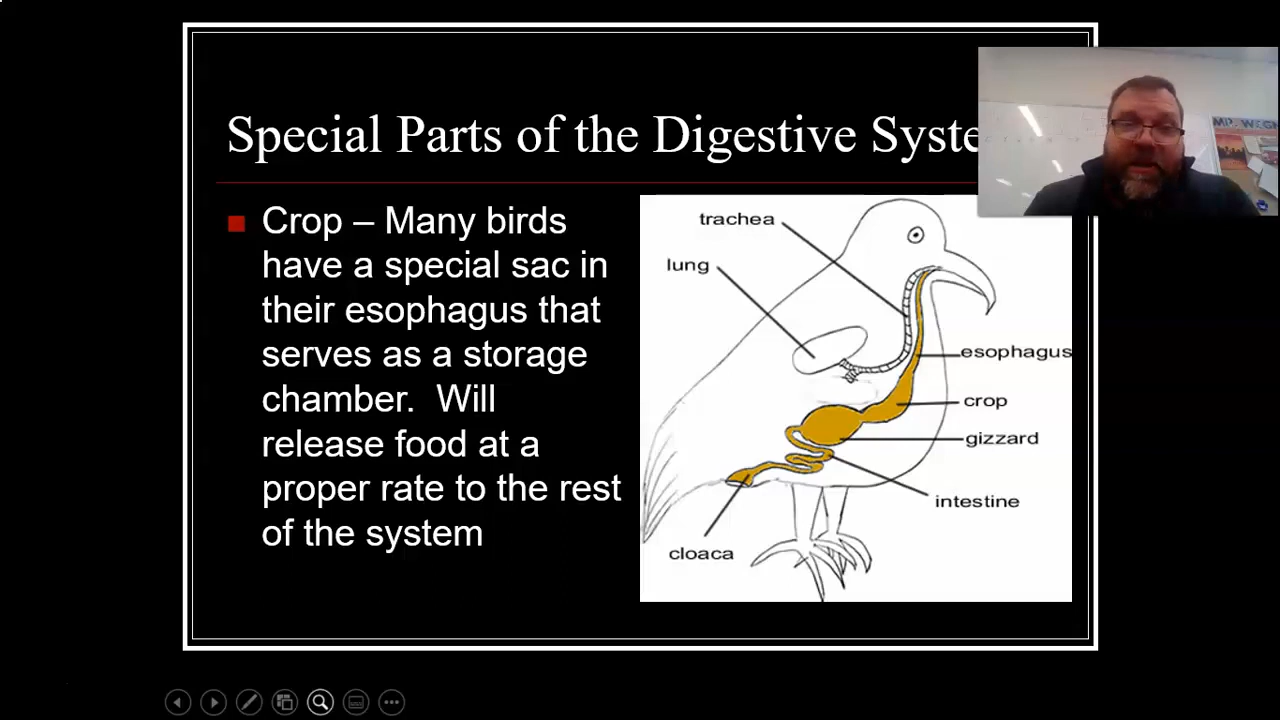 Special Parts of the Digestive Syste
Crop – Many birds
have a special sac in
their esophagus that
serves as a storage
chamber.  Will
release food at a
proper rate to the rest
of the system
trachea
lung
esophagus
crop
gizzard
intestine
cloaca